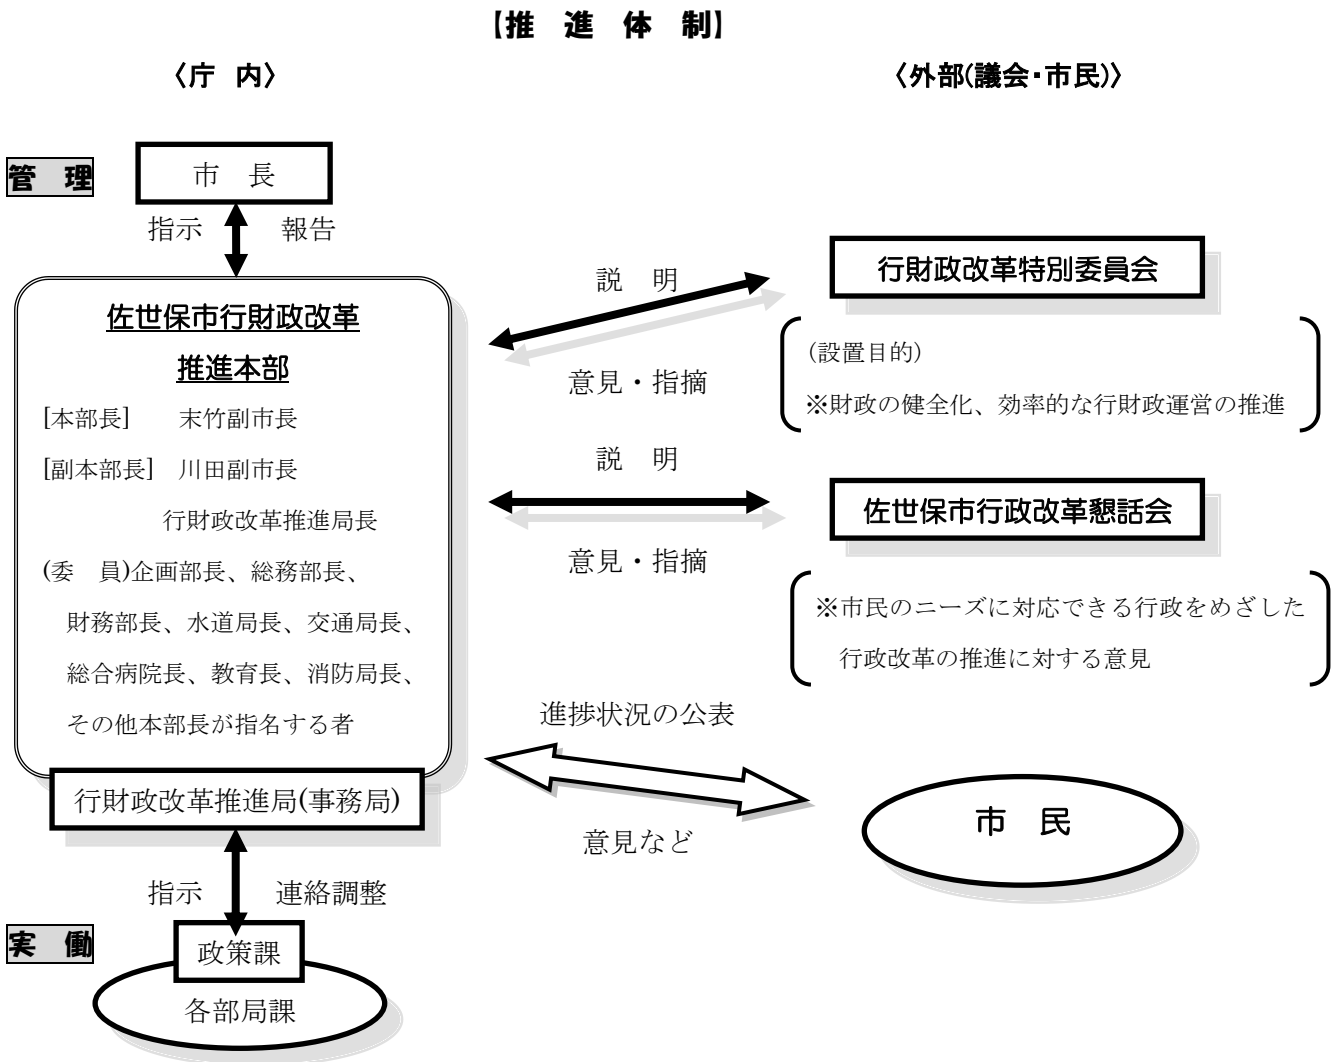 【推　進　体　制】
〈庁　内〉
〈外部(議会・市民)〉
管　理
市　長
指示
報告
佐世保市行財政改革
推進本部
[本部長]　　末竹副市長
[副本部長]　川田副市長
行財政改革推進局長
(委　員)企画部長、総務部長、
財務部長、水道局長、交通局長、
総合病院長、教育長、消防局長、
その他本部長が指名する者
行財政改革推進局(事務局)
指示
連絡調整
実　働
政策課
各部局課
説　明
意見・指摘
行財政改革特別委員会
(設置目的)
※財政の健全化、効率的な行財政運営の推進
説　明
意見・指摘
佐世保市行政改革懇話会
※市民のニーズに対応できる行政をめざした
行政改革の推進に対する意見
進捗状況の公表
意見など
市　民